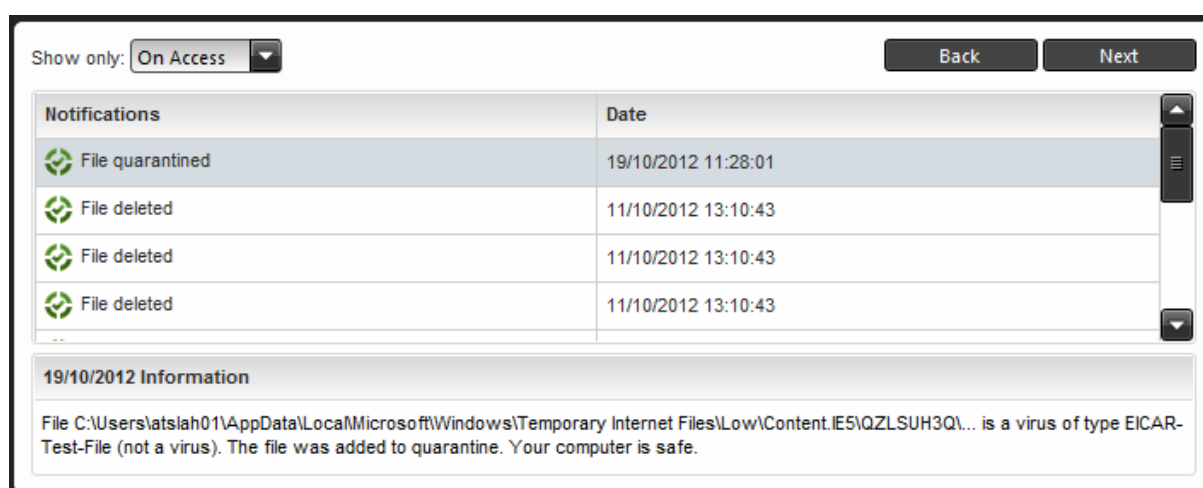 Show only: On Access Back Next
Notifications Date
File quarantined 19/10/2012 11:28:01
File deleted 11/10/2012 13:10:43
File deleted 11/10/2012 13:10:43
File deleted 11/10/2012 13:10:43
19/10/2012 Information
File C:\Users\atslah01\AppData\Local\Microsoft\Windows\Temporary Internet Files\Low\Content.IE5\QZLSUH3Q\... is a virus of type EICAR-
Test-File (not a virus). The file was added to quarantine. Your computer is safe.